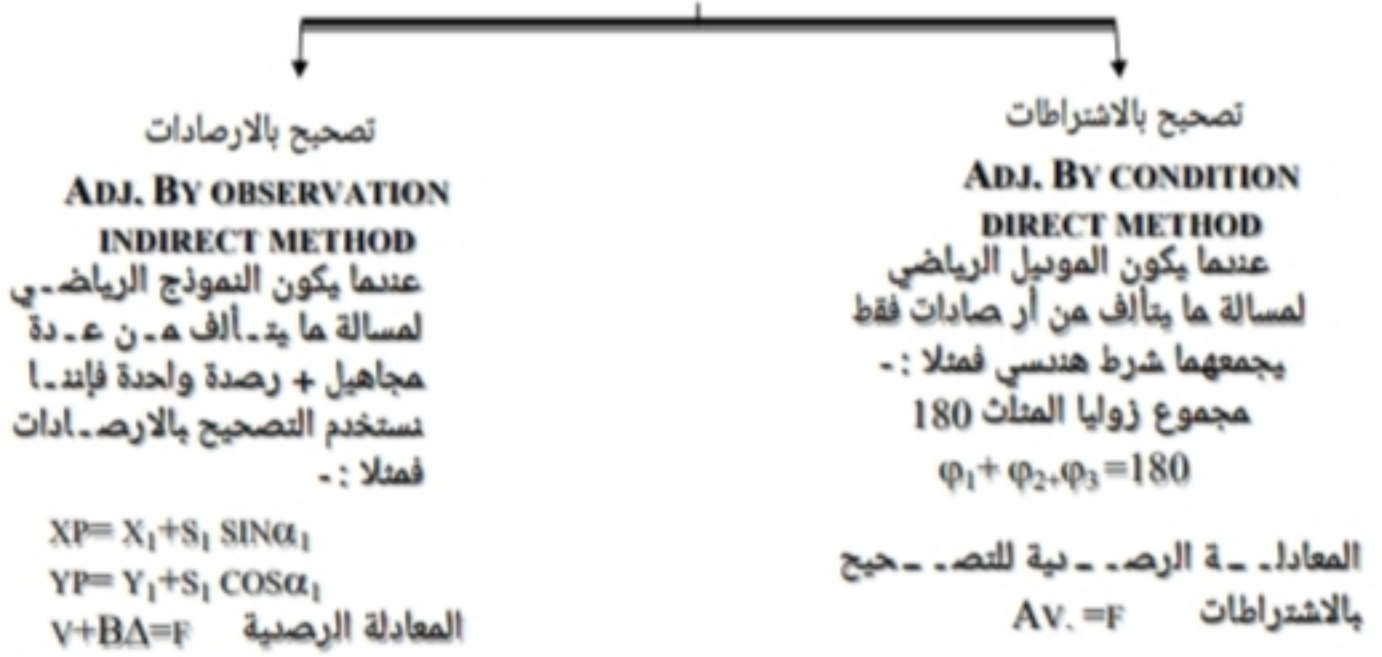 تصحيح بالاشتراطات
ADJ. BY CONDITION
DIRECT METHOD
عندما يكون الموديل الرياضي
لمسالة ما يتألف من أر صادات فقط
يجمعهما شرط هندسي فمثلا :-
مجموع زوايا المثلث 180
φ₁+ φ₂₊φ₃=180
المعادلـة الرصـدية للتصـحيح
بالاشتراطات AV. =F
تصحيح بالارصادات
ADJ. BY OBSERVATION
INDIRECT METHOD
عندما يكون النموذج الرياضـي
لمسالة ما يتـألف مـن عـدة
مجاهيل + رصدة واحدة فإننـا
نستخدم التصحيح بالارصـادات
فمثلا :-
XP= X₁+S₁ SINα₁
YP= Y₁+S₁ COSα₁
V+BΔ=F المعادلة الرصدية